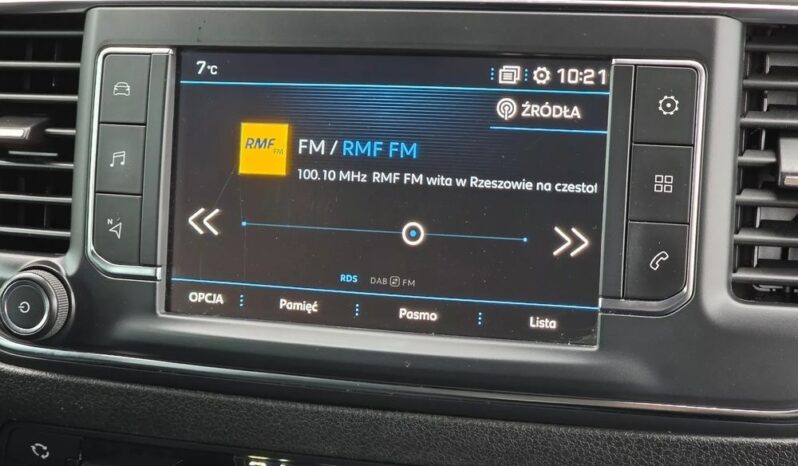 7°C
10:21
ŹRÓDŁA
RMF FM
FM / RMF FM
100.10 MHz RMF FM wita w Rzeszowie na czestot
RDS DAB FM
OPCJA Pamięć Pasmo Lista
N